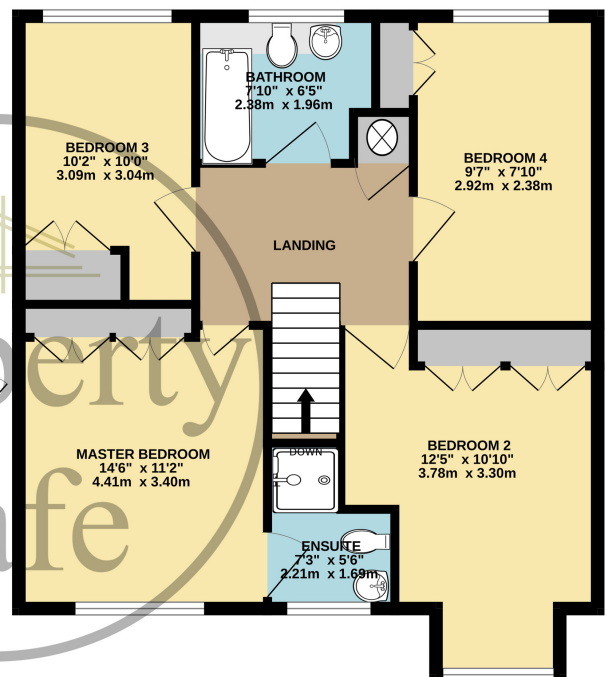 BATHROOM
7'10" x 6'5"
2.38m x 1.96m
BEDROOM 3
10'2" x 10'0"
3.09m x 3.04m
BEDROOM 4
9'7" x 7'10"
2.92m x 2.38m
LANDING
MASTER BEDROOM
14'6" x 11'2"
4.41m x 3.40m
DOWN
BEDROOM 2
12'5" x 10'10"
3.78m x 3.30m
ENSUITE
7'3" x 5'6"
2.21m x 1.69m
perty
afe